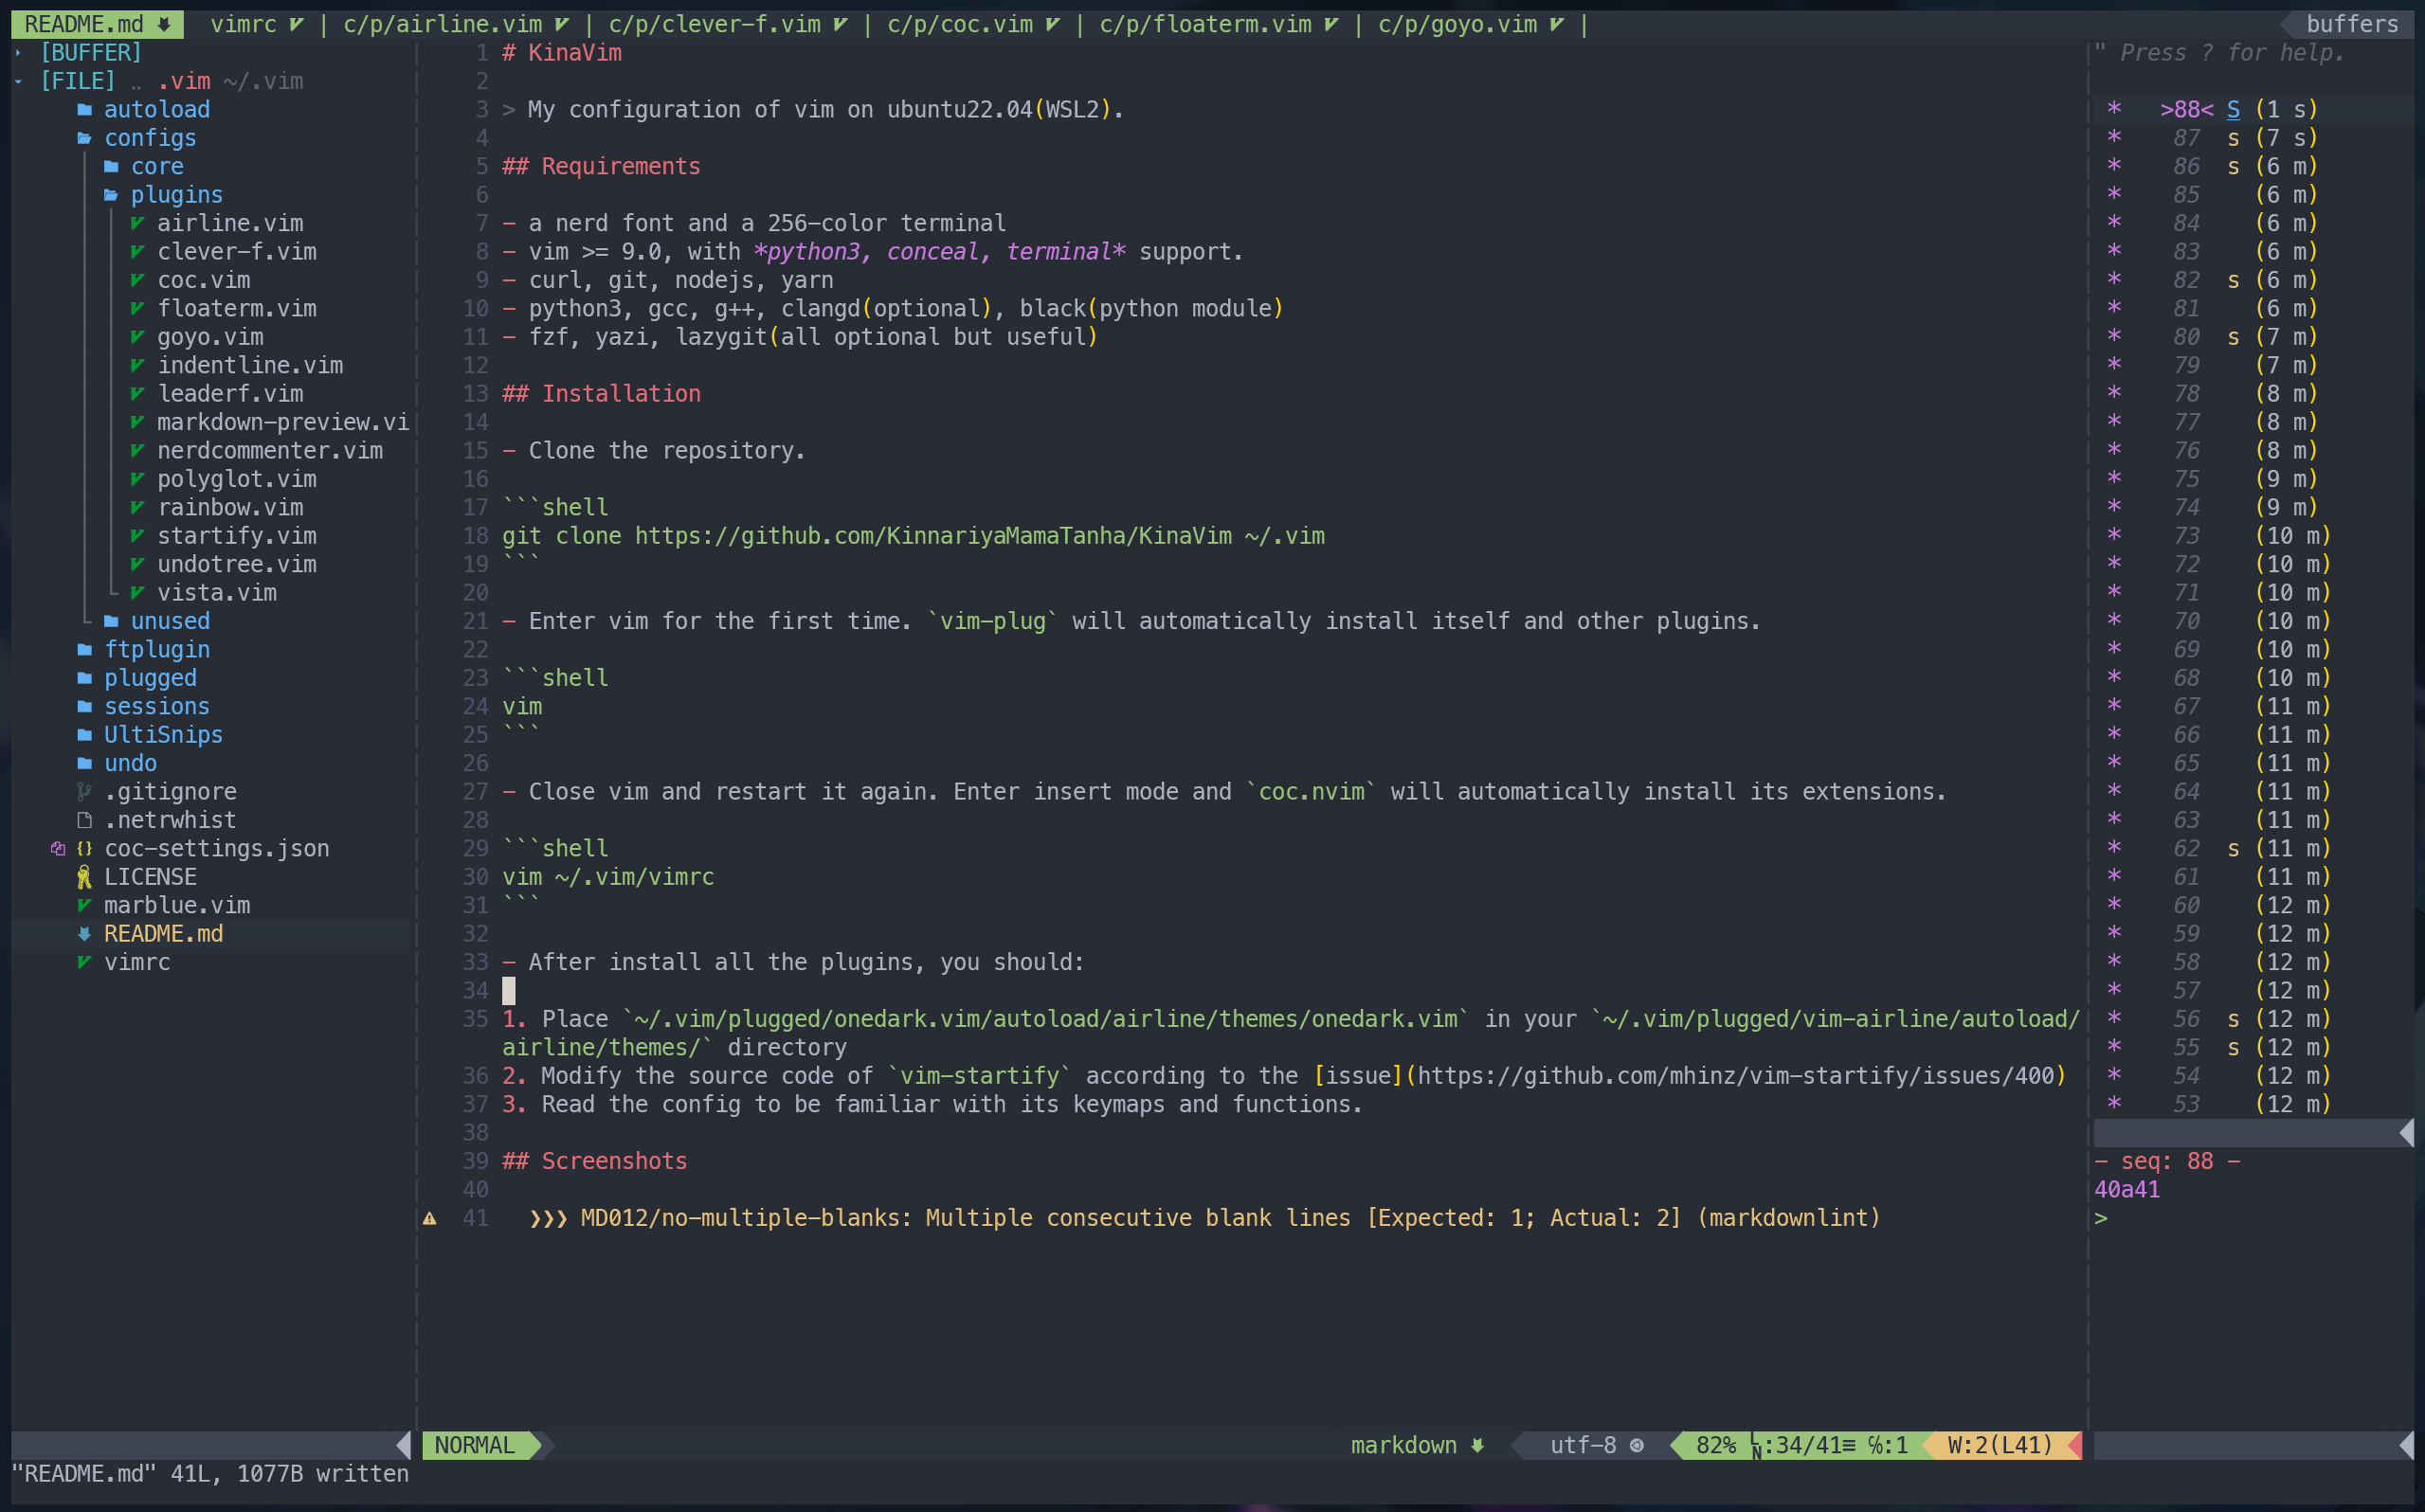 README.md vimrc | c/p/airline.vim | c/p/clever-f.vim | c/p/coc.vim | c/p/floaterm.vim | c/p/goyo.vim | buffers
[BUFFER]
[FILE] .. .vim ~/.vim
autoload
configs
core
plugins
airline.vim
clever-f.vim
coc.vim
floaterm.vim
goyo.vim
indentline.vim
leaderf.vim
markdown-preview.vi
nerdcommenter.vim
polyglot.vim
rainbow.vim
startify.vim
undotree.vim
vista.vim
unused
ftplugin
plugged
sessions
UltiSnips
undo
.gitignore
.netrwhist
{} coc-settings.json
LICENSE
marblue.vim
README.md
vimrc
1 # KinaVim
2
3 > My configuration of vim on ubuntu22.04(WSL2).
4
5 ## Requirements
6
7 - a nerd font and a 256-color terminal
8 - vim >= 9.0, with *python3, conceal, terminal* support.
9 - curl, git, nodejs, yarn
10 - python3, gcc, g++, clangd(optional), black(python module)
11 - fzf, yazi, lazygit(all optional but useful)
12
13 ## Installation
14
15 - Clone the repository.
16
17 ```shell
18 git clone https://github.com/KinnariyaMamaTanha/KinaVim ~/.vim
19 ```
20
21 - Enter vim for the first time. `vim-plug` will automatically install itself and other plugins.
22
23 ```shell
24 vim
25 ```
26
27 - Close vim and restart it again. Enter insert mode and `coc.nvim` will automatically install its extensions.
28
29 ```shell
30 vim ~/.vim/vimrc
31 ```
32
33 - After install all the plugins, you should:
34
35 1. Place `~/.vim/plugged/onedark.vim/autoload/airline/themes/onedark.vim` in your `~/.vim/plugged/vim-airline/autoload/
airline/themes/` directory
36 2. Modify the source code of `vim-startify` according to the [issue](https://github.com/mhinz/vim-startify/issues/400)
37 3. Read the config to be familiar with its keymaps and functions.
38
39 ## Screenshots
40
41 ❯❯❯ MD012/no-multiple-blanks: Multiple consecutive blank lines [Expected: 1; Actual: 2] (markdownlint)
" Press ? for help.
* >88< S (1 s)
* 87 s (7 s)
* 86 s (6 m)
* 85 (6 m)
* 84 (6 m)
* 83 (6 m)
* 82 s (6 m)
* 81 (6 m)
* 80 s (7 m)
* 79 (7 m)
* 78 (8 m)
* 77 (8 m)
* 76 (8 m)
* 75 (9 m)
* 74 (9 m)
* 73 (10 m)
* 72 (10 m)
* 71 (10 m)
* 70 (10 m)
* 69 (10 m)
* 68 (10 m)
* 67 (11 m)
* 66 (11 m)
* 65 (11 m)
* 64 (11 m)
* 63 (11 m)
* 62 s (11 m)
* 61 (11 m)
* 60 (12 m)
* 59 (12 m)
* 58 (12 m)
* 57 (12 m)
* 56 s (12 m)
* 55 s (12 m)
* 54 (12 m)
* 53 (12 m)
- seq: 88 -
40a41
>
NORMAL markdown utf-8 82% LN:34/41≡ ℅:1 W:2(L41)
"README.md" 41L, 1077B written